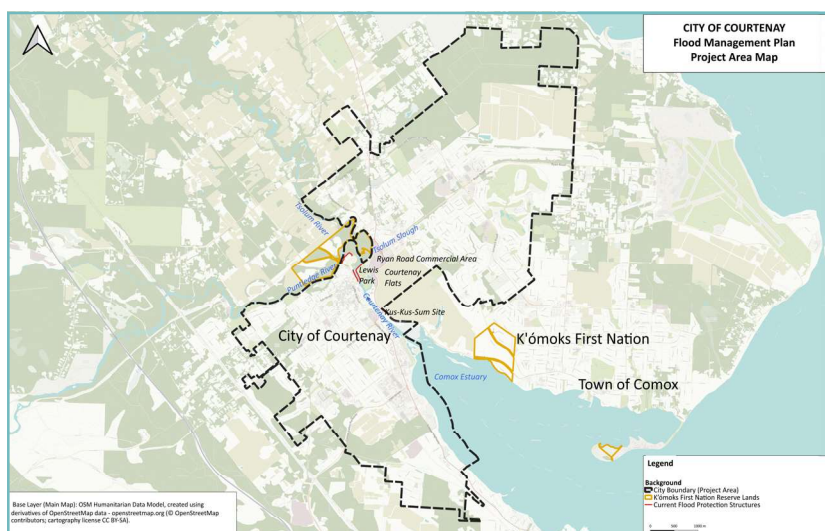 CITY OF COURTENAY
Flood Management Plan
Project Area Map
Tsolum River
Tsolum Slough
Ryan Road Commercial Area
Puntledge River
Lewis
Park
Courtenay
Flats
Courtenay River
Kus-Kus-Sum Site
City of Courtenay
K'ómoks First Nation
Comox Estuary
Town of Comox
Legend
Background
City Boundary (Project Area)
K'ómoks First Nation Reserve Lands
Current Flood Protection Structures
0 500 1000 m
Base Layer (Main Map): OSM Humanitarian Data Model, created using
derivatives of OpenStreetMap data - openstreetmap.org (© OpenStreetMap
contributors; cartography license CC BY-SA).